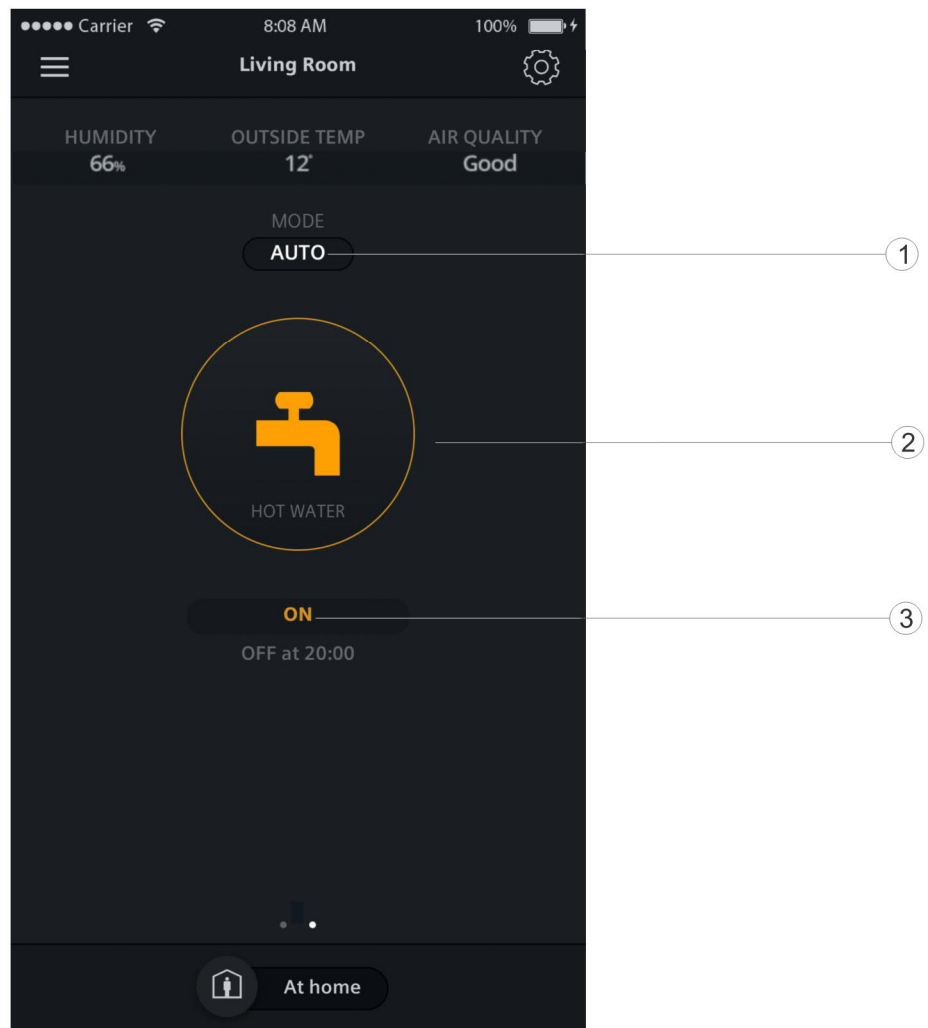 Carrier 8:08 AM 100%
Living Room
HUMIDITY OUTSIDE TEMP AIR QUALITY
66% 12° Good
MODE
AUTO 1
2
HOT WATER
ON 3
OFF at 20:00
At home